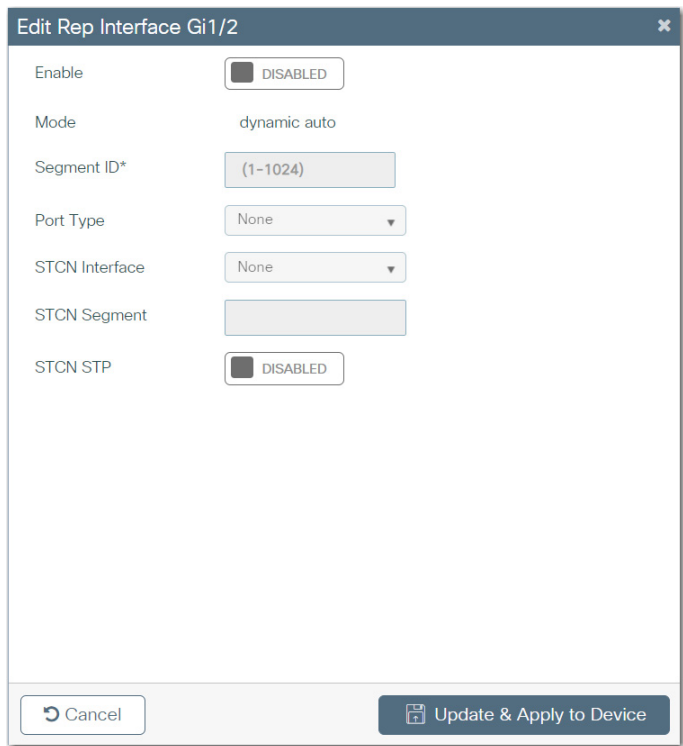 Edit Rep Interface Gi1/2
Enable DISABLED
Mode dynamic auto
Segment ID* (1-1024)
Port Type None
STCN Interface None
STCN Segment
STCN STP DISABLED
Cancel Update & Apply to Device